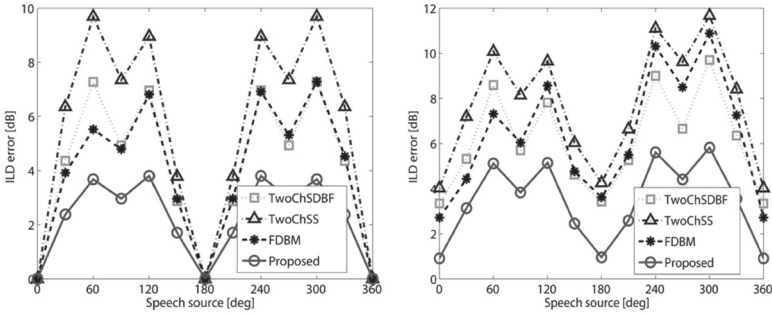 10
8
6
4
2
0
ILD error [dB]
TwoChSDBF
TwoChSS
FDBM
Proposed
0 60 120 180 240 300 360
Speech source [deg]
12
10
8
6
4
2
0
ILD error [dB]
TwoChSDBF
TwoChSS
FDBM
Proposed
0 60 120 180 240 300 360
Speech source [deg]